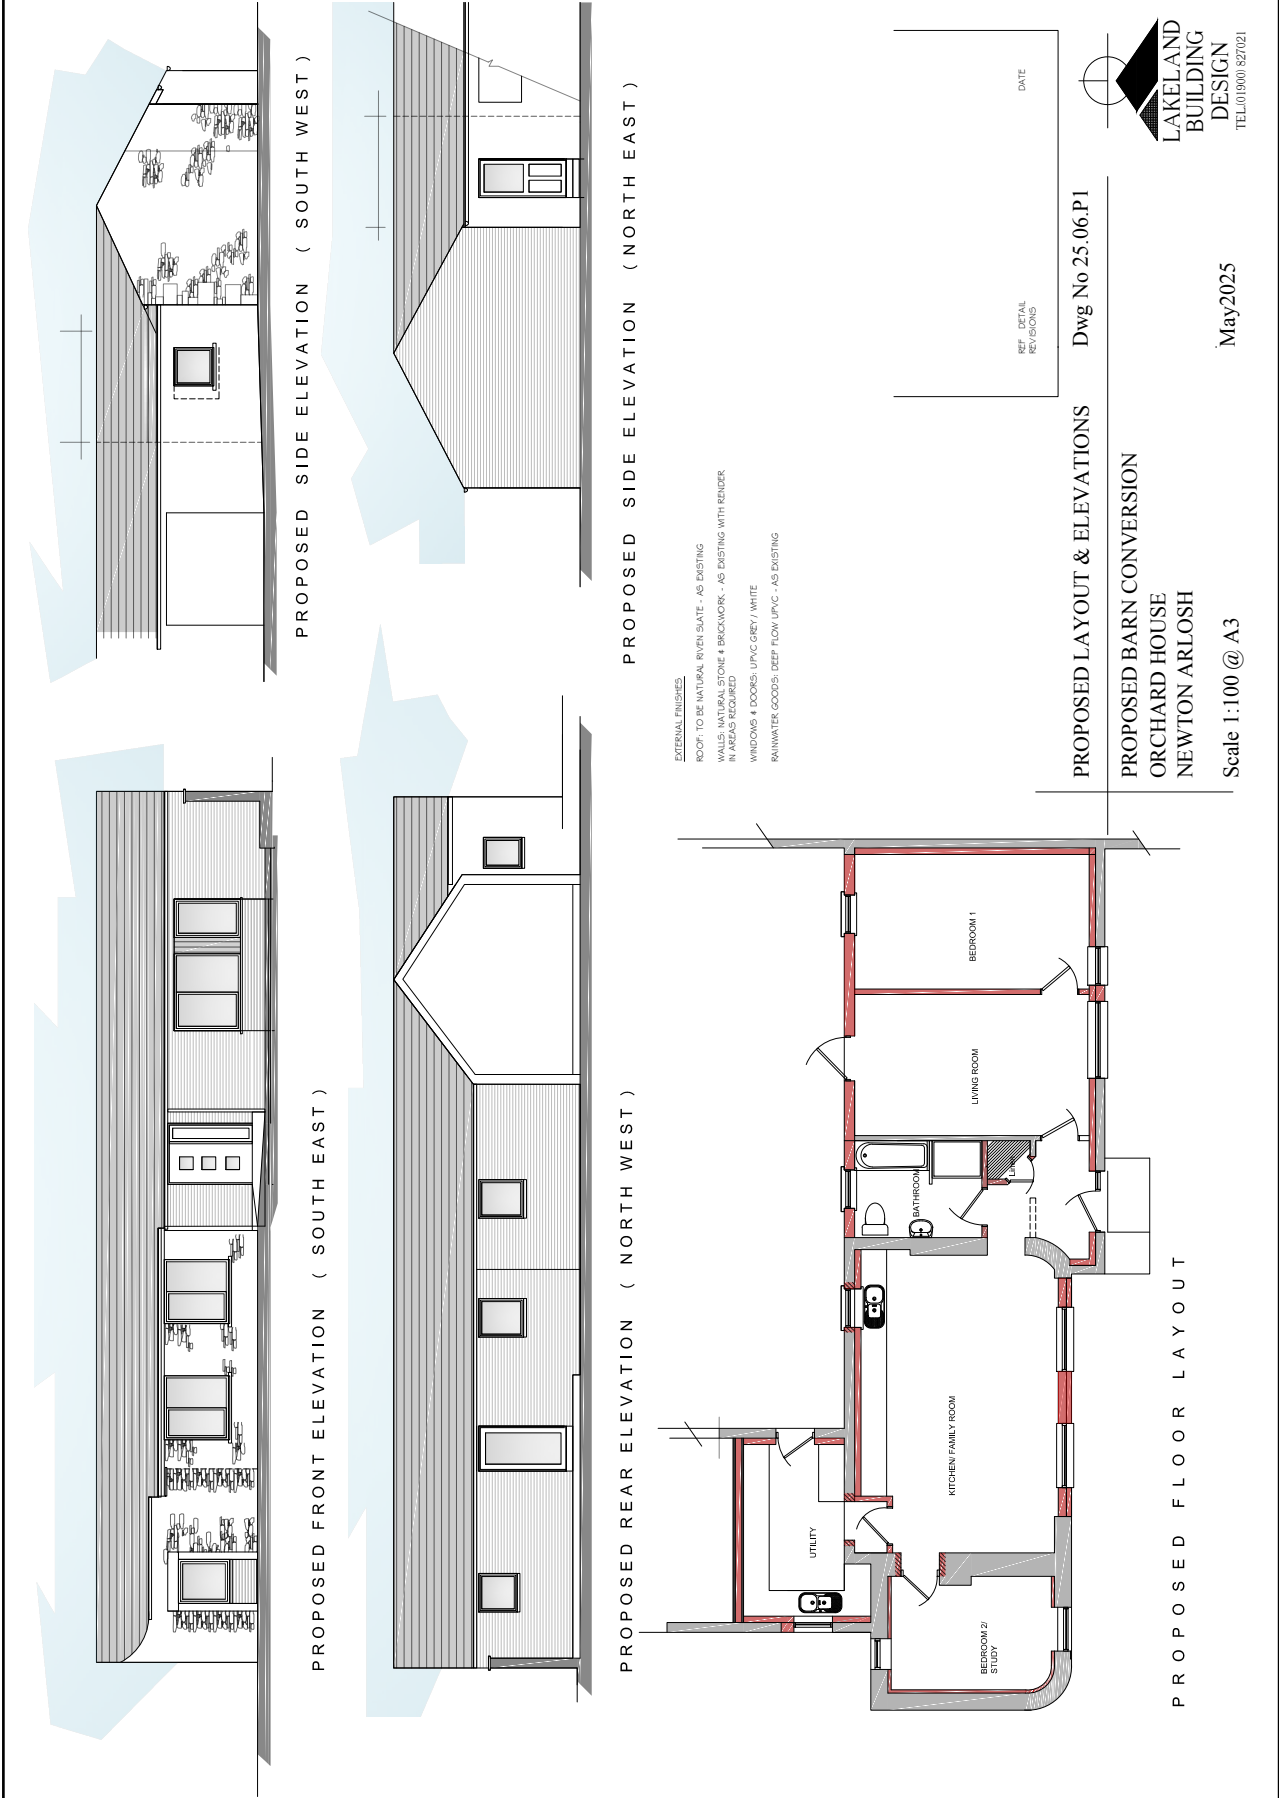 PROPOSED FRONT ELEVATION ( SOUTH EAST )
PROPOSED SIDE ELEVATION ( SOUTH WEST )
PROPOSED REAR ELEVATION ( NORTH WEST )
PROPOSED SIDE ELEVATION (NORTH EAST )
EXTERNAL FINISHES
ROOF: TO BE NATURAL RIVEN SLATE - AS EXISTING
WALLS: NATURAL STONE & BRICKWORK - AS EXISTING WITH RENDER
IN AREAS REQUIRED
WINDOWS & DOORS: UPVC GREY / WHITE
RAINWATER GOODS: DEEP FLOW UPVC - AS EXISTING
UTILITY
BATHROOM
BEDROOM 1
LIVING ROOM
Linen
KITCHEN/ FAMILY ROOM
BEDROOM 2/
STUDY
PROPOSED FLOOR LAYOUT
REF DETAIL DATE
REVISIONS
PROPOSED LAYOUT & ELEVATIONS Dwg No 25.06.P1
PROPOSED BARN CONVERSION
ORCHARD HOUSE
NEWTON ARLOSH
Scale 1:100 @ A3 May2025
LAKELAND
BUILDING
DESIGN
TEL.(01900) 827021